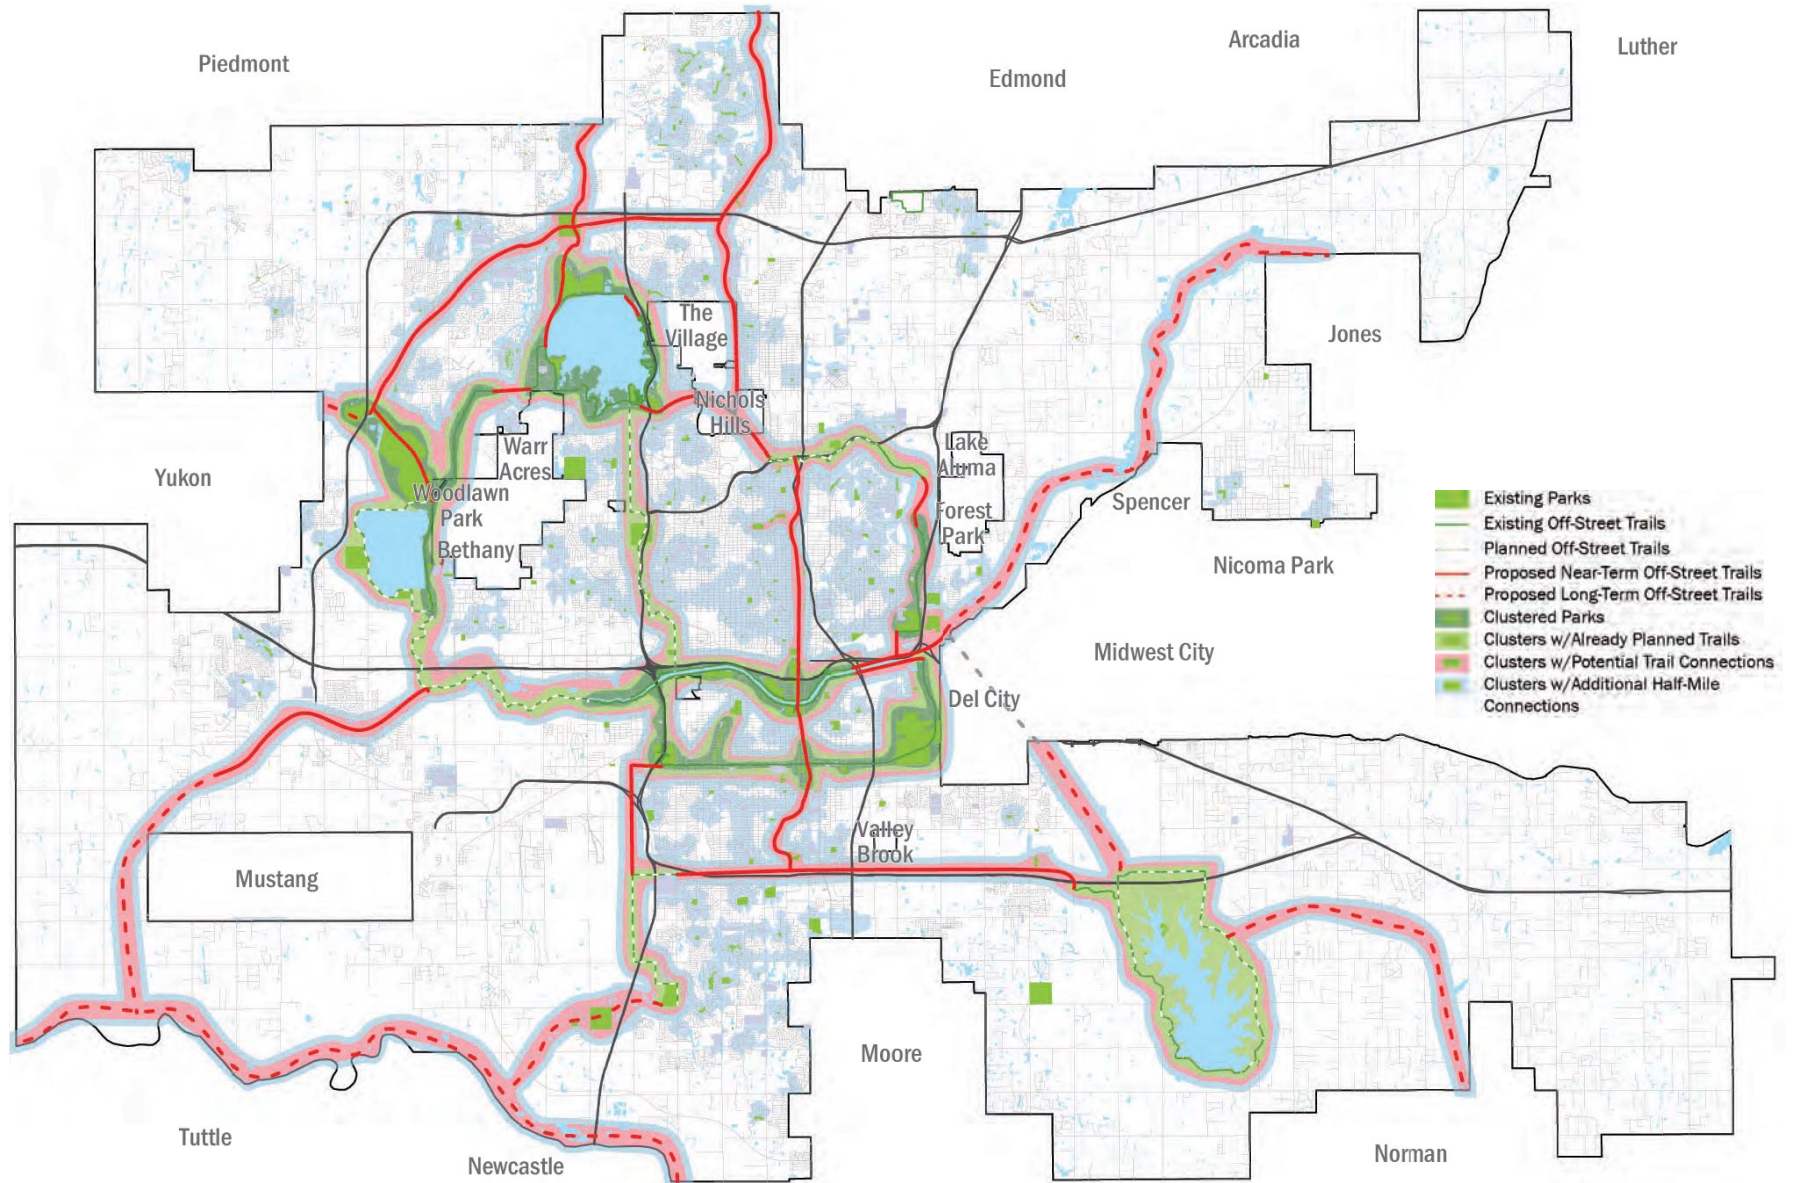 Piedmont
Arcadia
Luther
Edmond
The
Village
Jones
Nichols
Hills
Warr
Acres
Lake
Aluma
Yukon
Woodlawn
Park
Spencer
Forest
Park
Bethany
Nicoma Park
Existing Parks
Existing Off-Street Trails
Planned Off-Street Trails
Proposed Near-Term Off-Street Trails
Proposed Long-Term Off-Street Trails
Clustered Parks
Clusters w/Already Planned Trails
Clusters w/Potential Trail Connections
Clusters w/Additional Half-Mile
Connections
Midwest City
Del City
Valley
Brook
Mustang
Moore
Tuttle
Newcastle
Norman